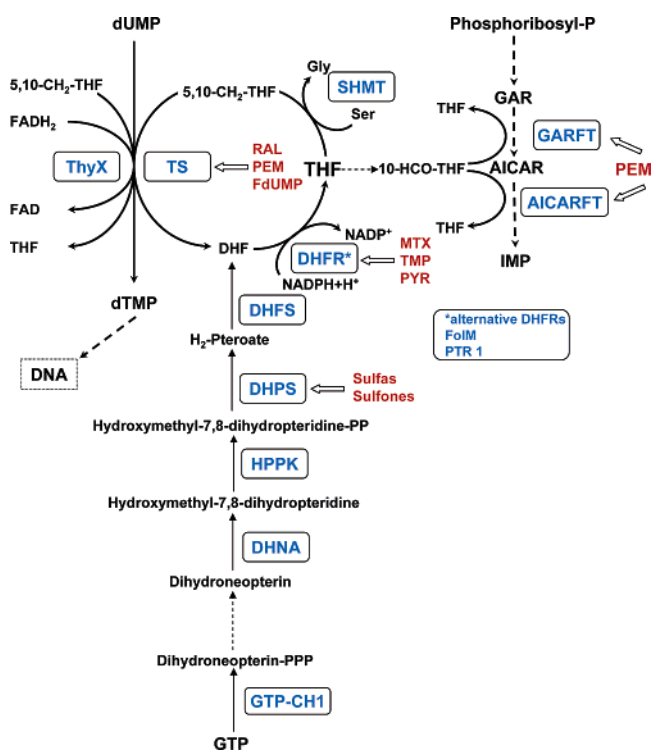 dUMP
Phosphoribosyl-P
5,10-CH₂-THF
5,10-CH₂-THF
Gly
SHMT
Ser
THF
GAR
GARFT
FADH₂
ThyX
TS
RAL
PEM
FdUMP
THF
10-HCO-THF
AICAR
PEM
AICARFT
FAD
THF
DHF
NADP⁺
DHFR*
NADPH+H⁺
MTX
TMP
PYR
THF
IMP
dTMP
DNA
DHFS
H₂-Pteroate
*alternative DHFRs
FolM
PTR 1
DHPS
Sulfas
Sulfones
Hydroxymethyl-7,8-dihydropteridine-PP
HPPK
Hydroxymethyl-7,8-dihydropteridine
DHNA
Dihydroneopterin
Dihydroneopterin-PPP
GTP-CH1
GTP